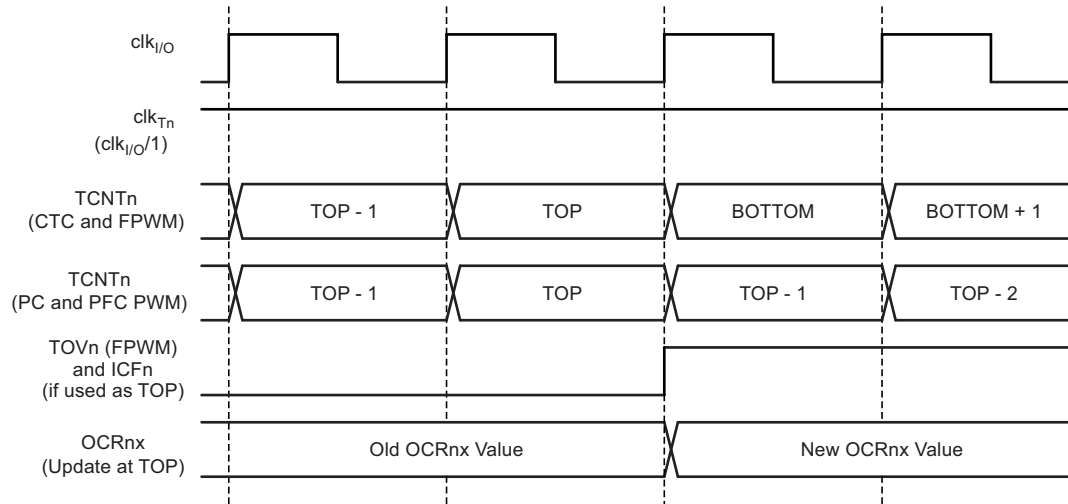 clkI/O
clkTn
(clkI/O/1)
TCNTn
(CTC and FPWM)
TOP - 1
TOP
BOTTOM
BOTTOM + 1
TCNTn
(PC and PFC PWM)
TOP - 1
TOP
TOP - 1
TOP - 2
TOVn (FPWM)
and ICFn
(if used as TOP)
OCRnx
(Update at TOP)
Old OCRnx Value
New OCRnx Value